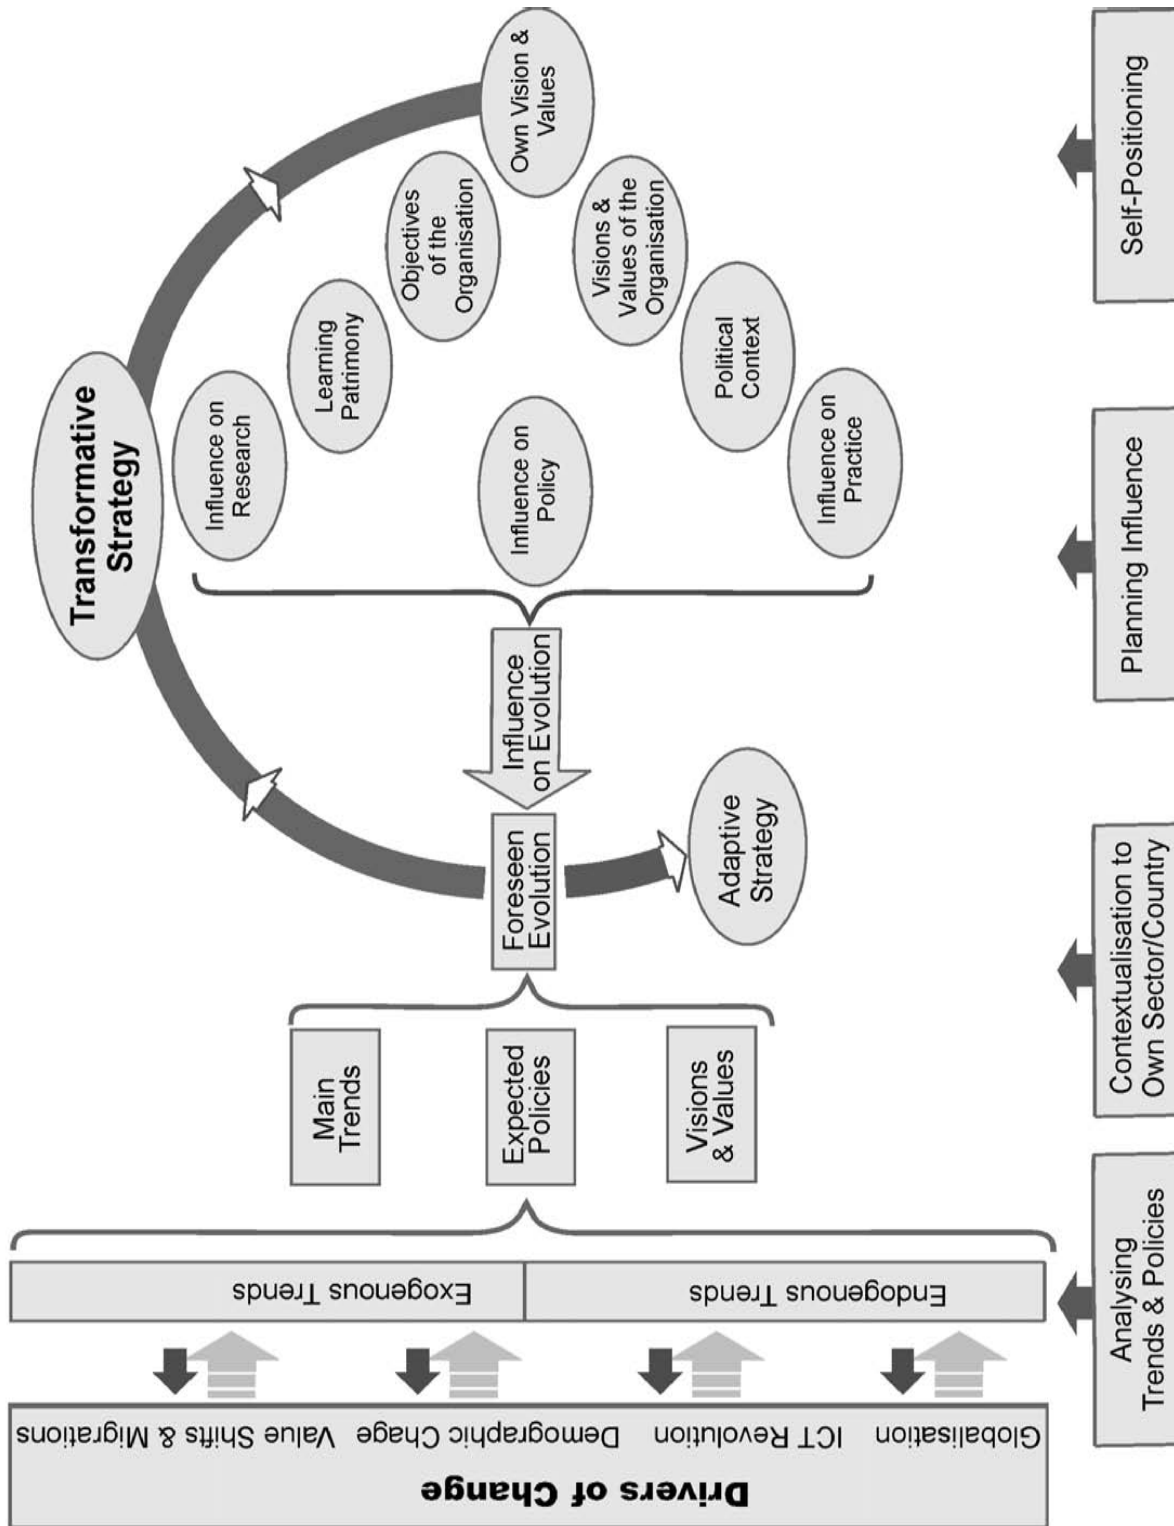 Drivers of Change
Value Shifts & Migrations
Demographic Chage
ICT Revolution
Globalisation
Exogenous Trends
Endogenous Trends
Main
Trends
Expected
Policies
Visions
& Values
Foreseen
Evolution
Adaptive
Strategy
Influence
on Evolution
Transformative
Strategy
Influence on
Research
Influence on
Policy
Influence on
Practice
Learning
Patrimony
Political
Context
Objectives
of the
Organisation
Visions &
Values of the
Organisation
Own Vision &
Values
Analysing
Trends & Policies
Contextualisation to
Own Sector/Country
Planning Influence
Self-Positioning